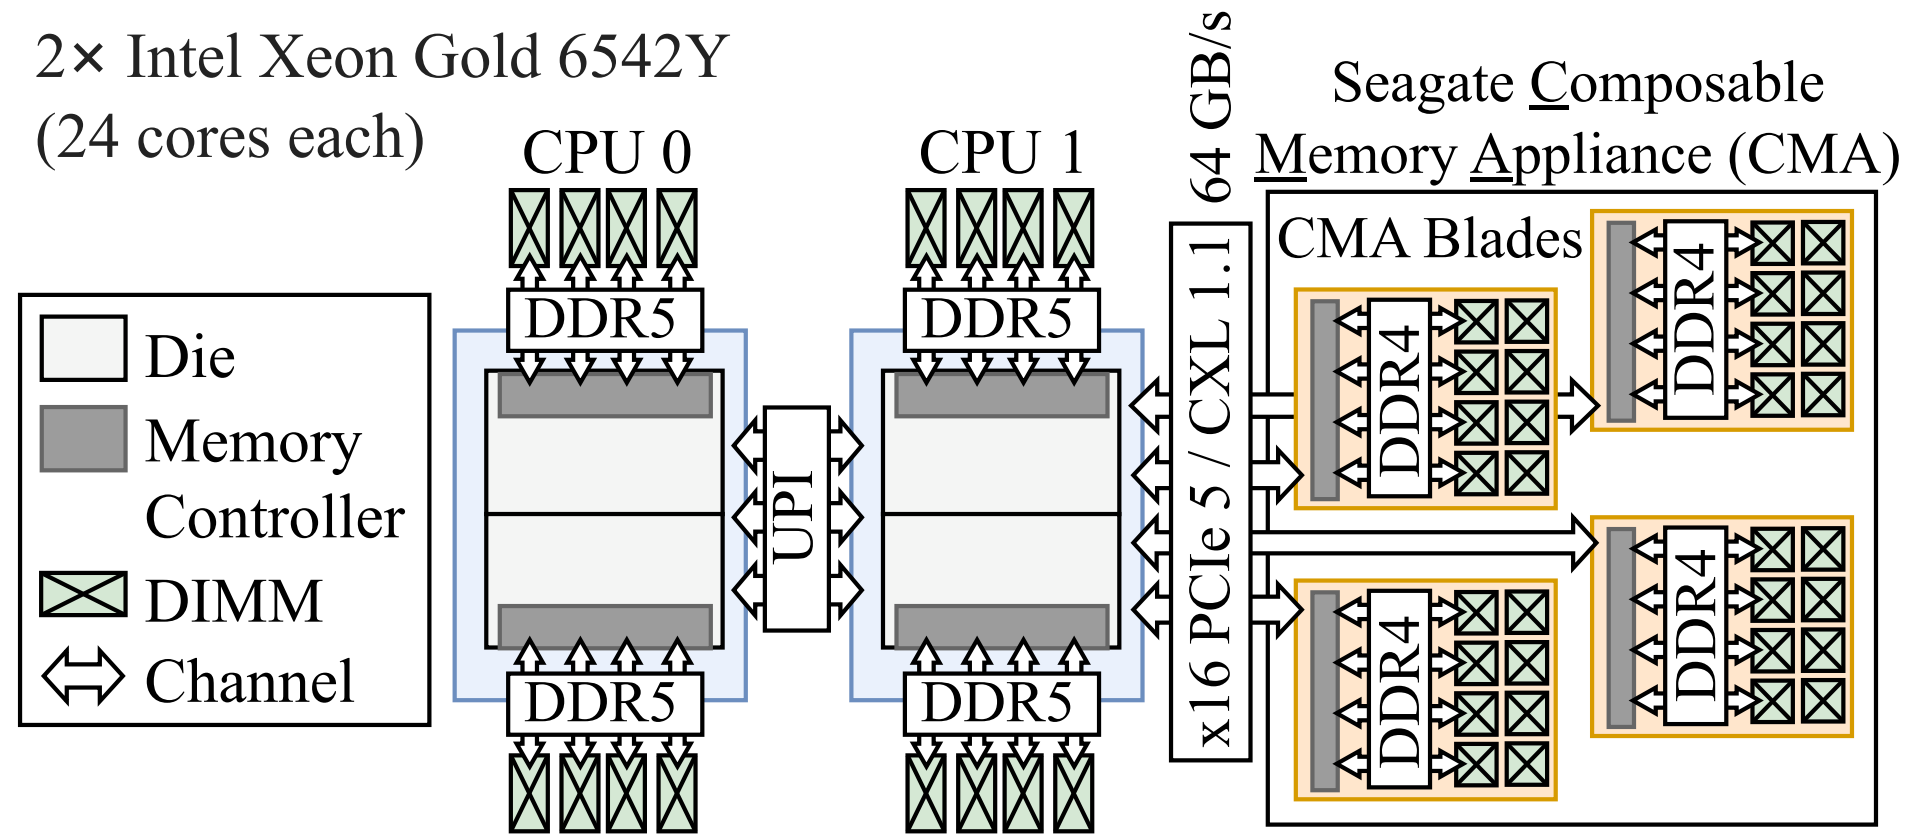 2× Intel Xeon Gold 6542Y
(24 cores each)
Die
Memory
Controller
DIMM
Channel
CPU 0
DDR5
DDR5
UPI
CPU 1
DDR5
DDR5
x16 PCIe 5 / CXL 1.1 64 GB/s
Seagate Composable
Memory Appliance (CMA)
CMA Blades
DDR4
DDR4
DDR4
DDR4